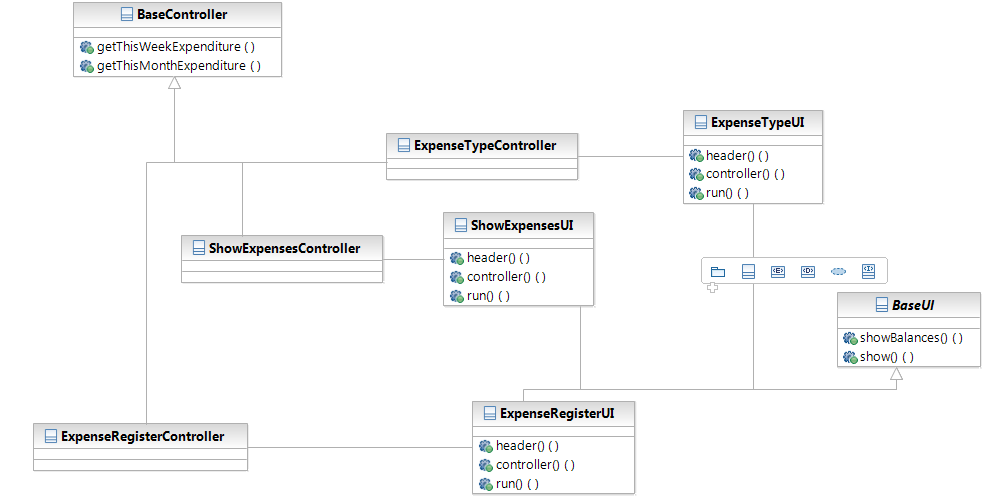 BaseController
getThisWeekExpenditure ( )
getThisMonthExpenditure ( )
ExpenseTypeController
ExpenseTypeUI
header() ( )
controller() ( )
run() ( )
ShowExpensesController
ShowExpensesUI
header() ( )
controller() ( )
run() ( )
<E>
<D>
<I>
BaseUI
showBalances() ( )
show() ( )
ExpenseRegisterController
ExpenseRegisterUI
header() ( )
controller() ( )
run() ( )